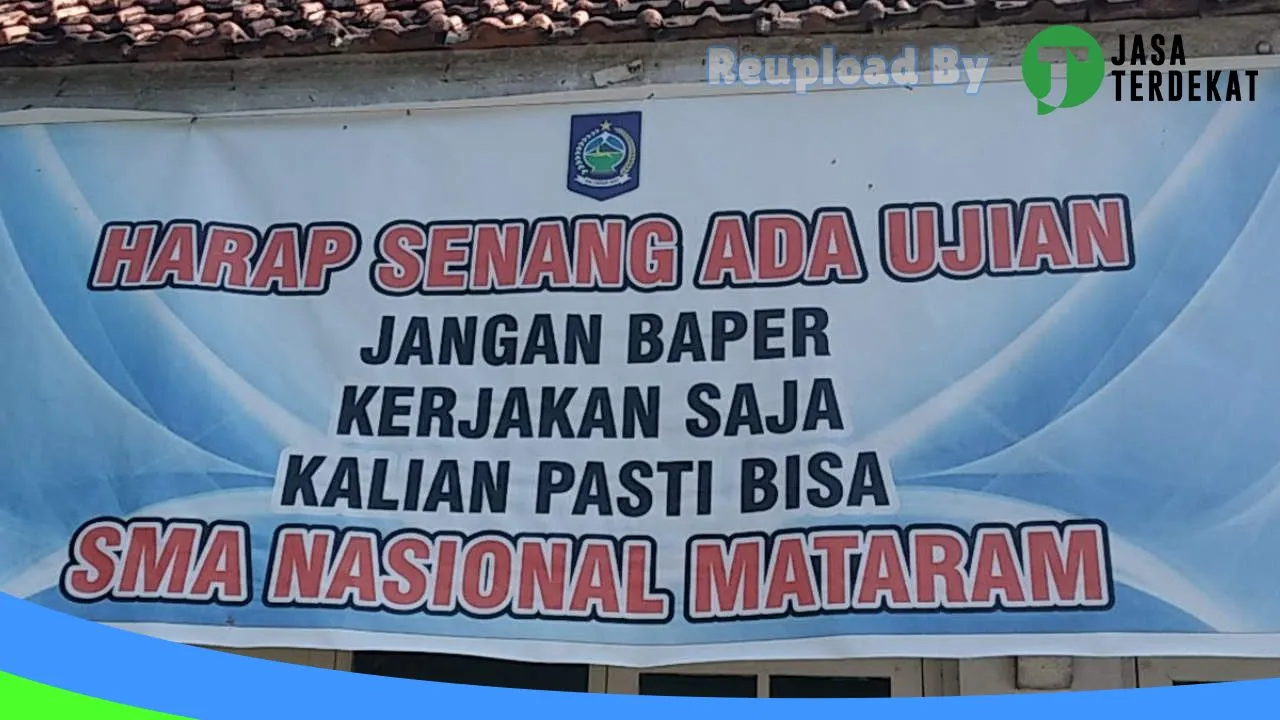 Reupload By
JASA
TERDEKAT
HARAP SENANG ADA UJIAN
JANGAN BAPER
KERJAKAN SAJA
KALIAN PASTI BISA
SMA NASIONAL MATARAM